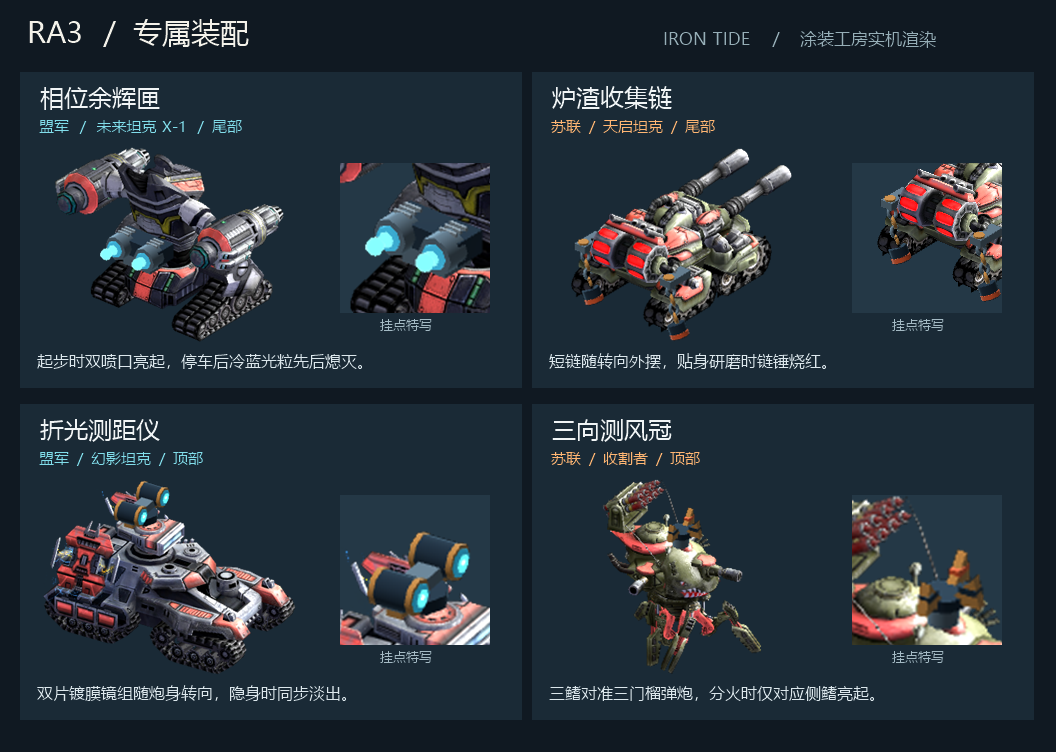 RA3 / 专属装配
IRON TIDE / 涂装工房实机渲染
相位余辉匣
盟军 / 未来坦克 X-1 / 尾部
挂点特写
起步时双喷口亮起，停车后冷蓝光粒先后熄灭。
炉渣收集链
苏联 / 天启坦克 / 尾部
挂点特写
短链随转向外摆，贴身研磨时链锤烧红。
折光测距仪
盟军 / 幻影坦克 / 顶部
挂点特写
双片镀膜镜组随炮身转向，隐身时同步淡出。
三向测风冠
苏联 / 收割者 / 顶部
挂点特写
三鳍对准三门榴弹炮，分火时仅对应侧鳍亮起。